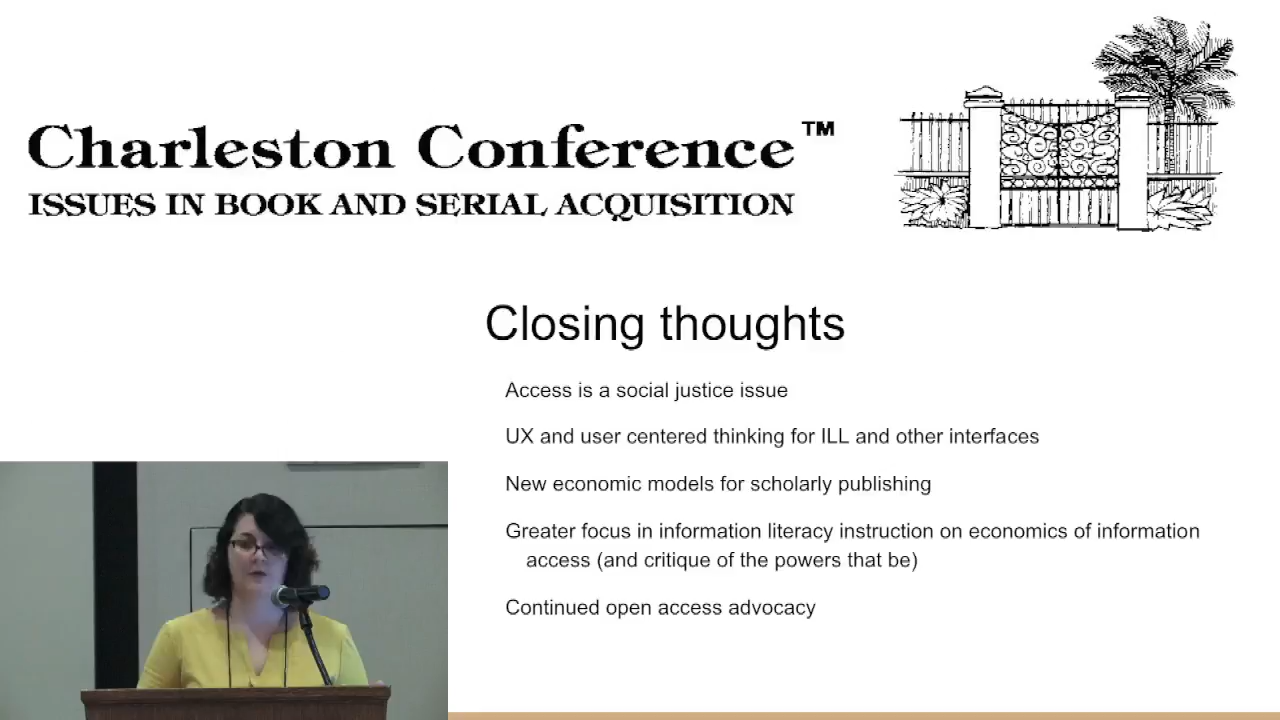 Charleston Conference™
ISSUES IN BOOK AND SERIAL ACQUISITION
Closing thoughts
Access is a social justice issue
UX and user centered thinking for ILL and other interfaces
New economic models for scholarly publishing
Greater focus in information literacy instruction on economics of information
access (and critique of the powers that be)
Continued open access advocacy